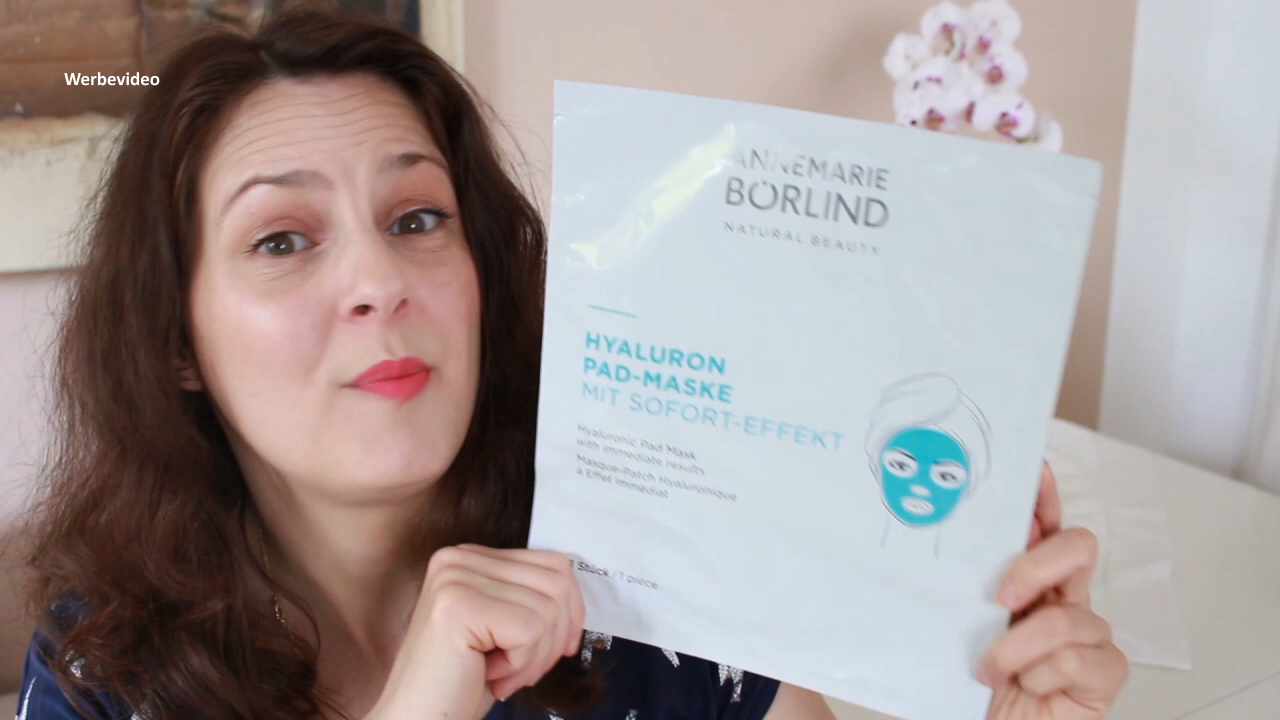 Werbevideo
ANNEMARIE
BÖRLIND
NATURAL BEAUTY
HYALURON
PAD-MASKE
MIT SOFORT-EFFEKT
Hyaluronic Pad Mask
with immediate results
Masque-Patch Hyaluronique
à Effet Immédiat
1 Stück / 1 piece